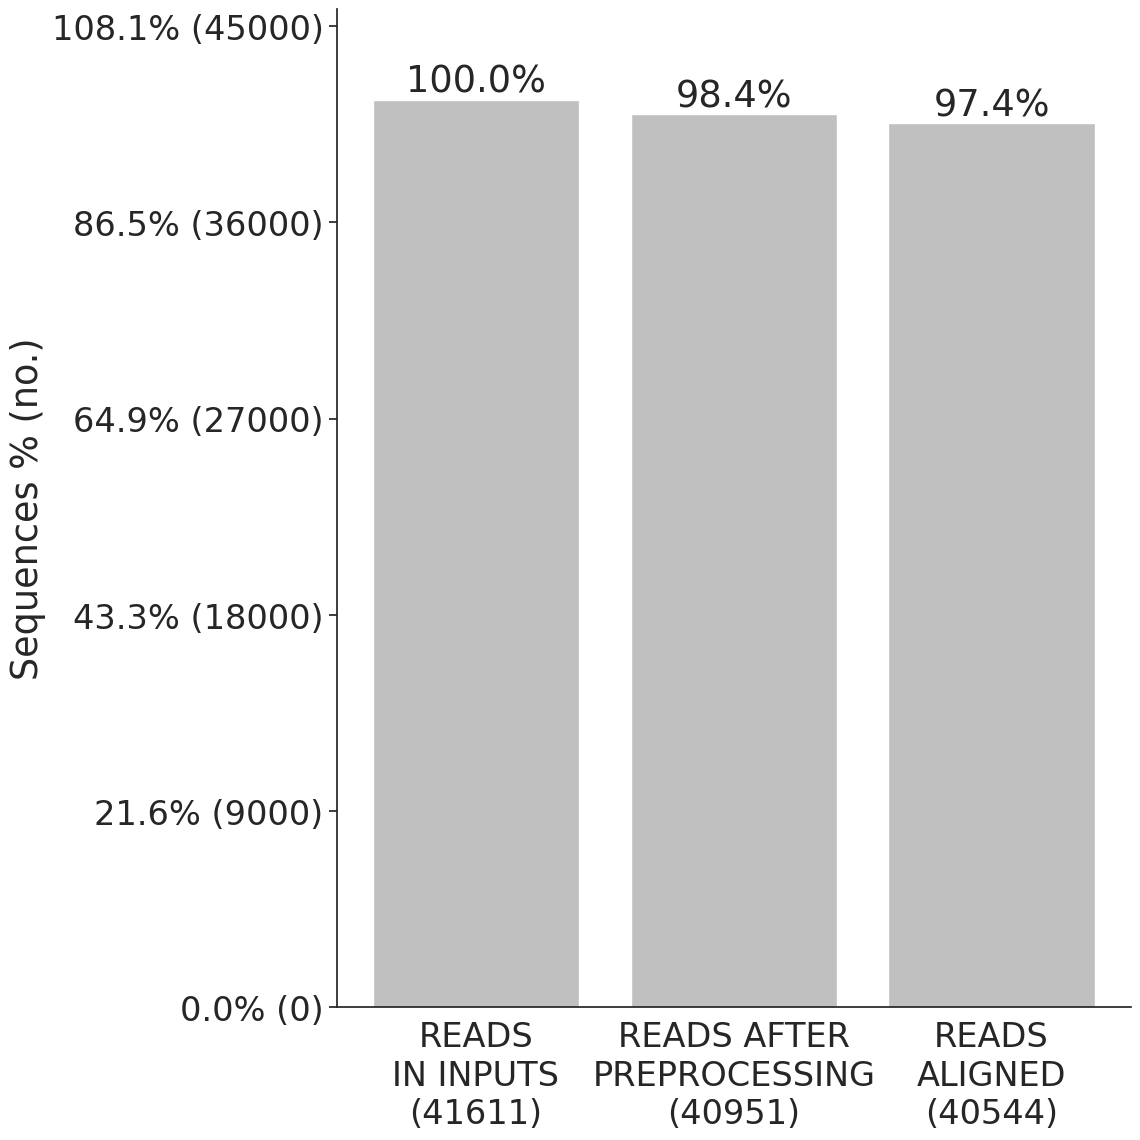 Sequences % (no.)
108.1% (45000)
86.5% (36000)
64.9% (27000)
43.3% (18000)
21.6% (9000)
0.0% (0)
100.0%
98.4%
97.4%
READS
IN INPUTS
(41611)
READS AFTER
PREPROCESSING
(40951)
READS
ALIGNED
(40544)